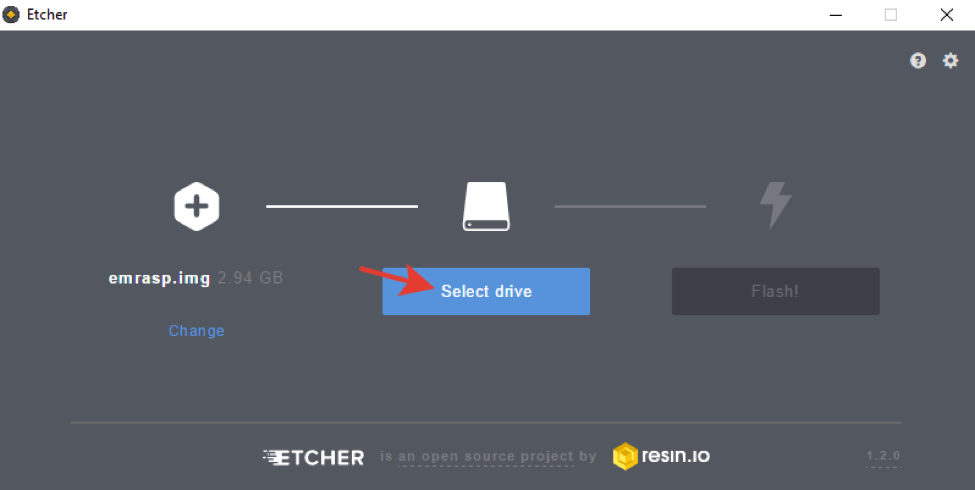 Etcher
emrasp.img 2.94 GB
Change
Select drive
Flash!
ETCHER is an open source project by resin.io
1.2.0